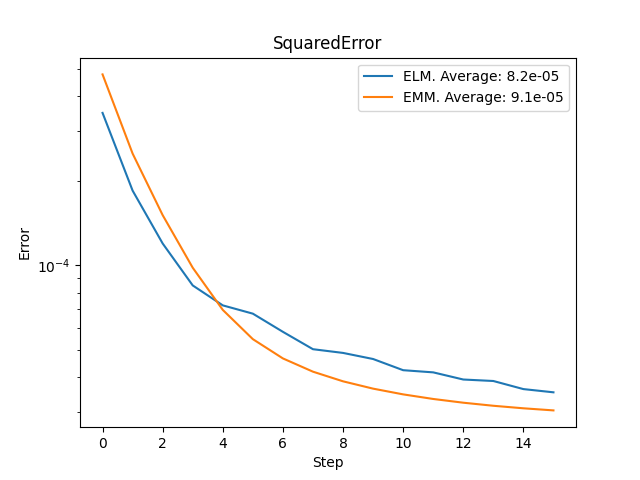 SquaredError
ELM. Average: 8.2e-05
EMM. Average: 9.1e-05
Error
10⁻⁴
0 2 4 6 8 10 12 14
Step